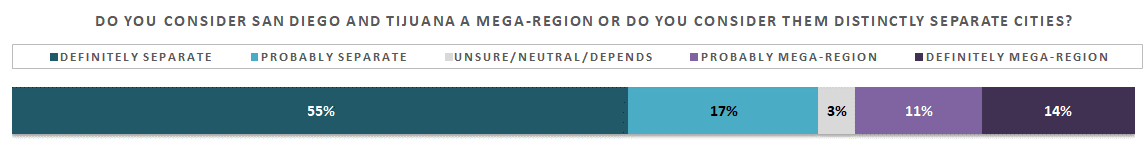 DO YOU CONSIDER SAN DIEGO AND TIJUANA A MEGA-REGION OR DO YOU CONSIDER THEM DISTINCTLY SEPARATE CITIES?
DEFINITELY SEPARATE PROBABLY SEPARATE UNSURE/NEUTRAL/DEPENDS PROBABLY MEGA-REGION DEFINITELY MEGA-REGION
55% 17% 3% 11% 14%